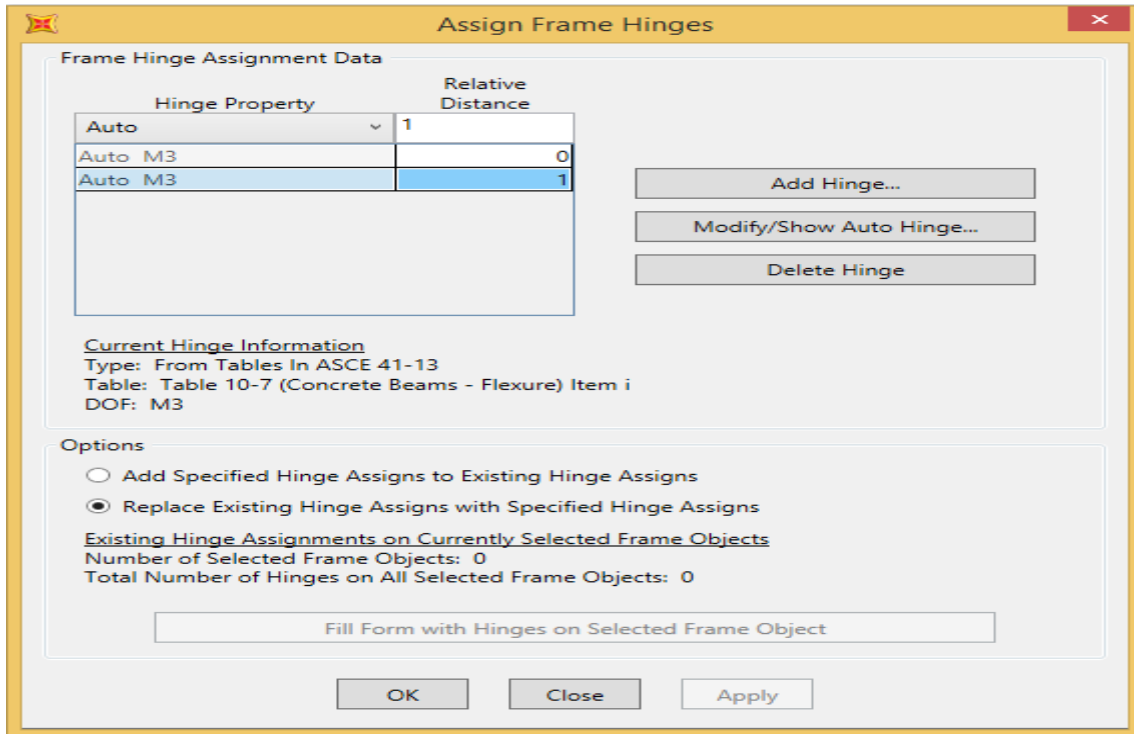 Assign Frame Hinges
Frame Hinge Assignment Data
Relative
Hinge Property Distance
Auto 1
Auto M3 0
Auto M3 1
Add Hinge...
Modify/Show Auto Hinge...
Delete Hinge
Current Hinge Information
Type: From Tables In ASCE 41-13
Table: Table 10-7 (Concrete Beams - Flexure) Item i
DOF: M3
Options
Add Specified Hinge Assigns to Existing Hinge Assigns
Replace Existing Hinge Assigns with Specified Hinge Assigns
Existing Hinge Assignments on Currently Selected Frame Objects
Number of Selected Frame Objects: 0
Total Number of Hinges on All Selected Frame Objects: 0
Fill Form with Hinges on Selected Frame Object
OK Close Apply